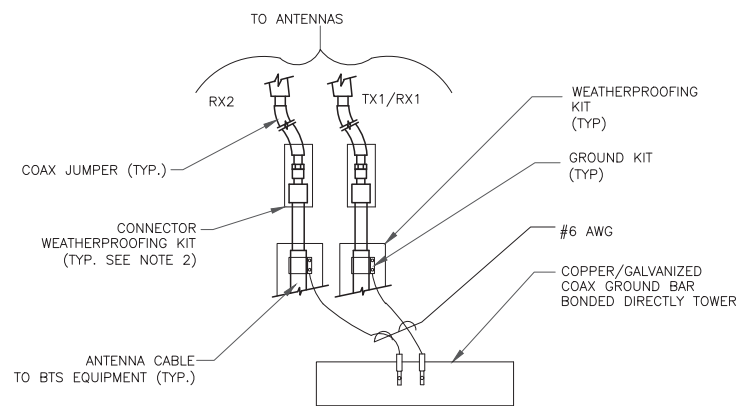 TO ANTENNAS
RX2
TX1/RX1
WEATHERPROOFING
KIT
(TYP)
GROUND KIT
(TYP)
COAX JUMPER (TYP.)
CONNECTOR
WEATHERPROOFING KIT
(TYP. SEE NOTE 2)
#6 AWG
COPPER/GALVANIZED
COAX GROUND BAR
BONDED DIRECTLY TOWER
ANTENNA CABLE
TO BTS EQUIPMENT (TYP.)